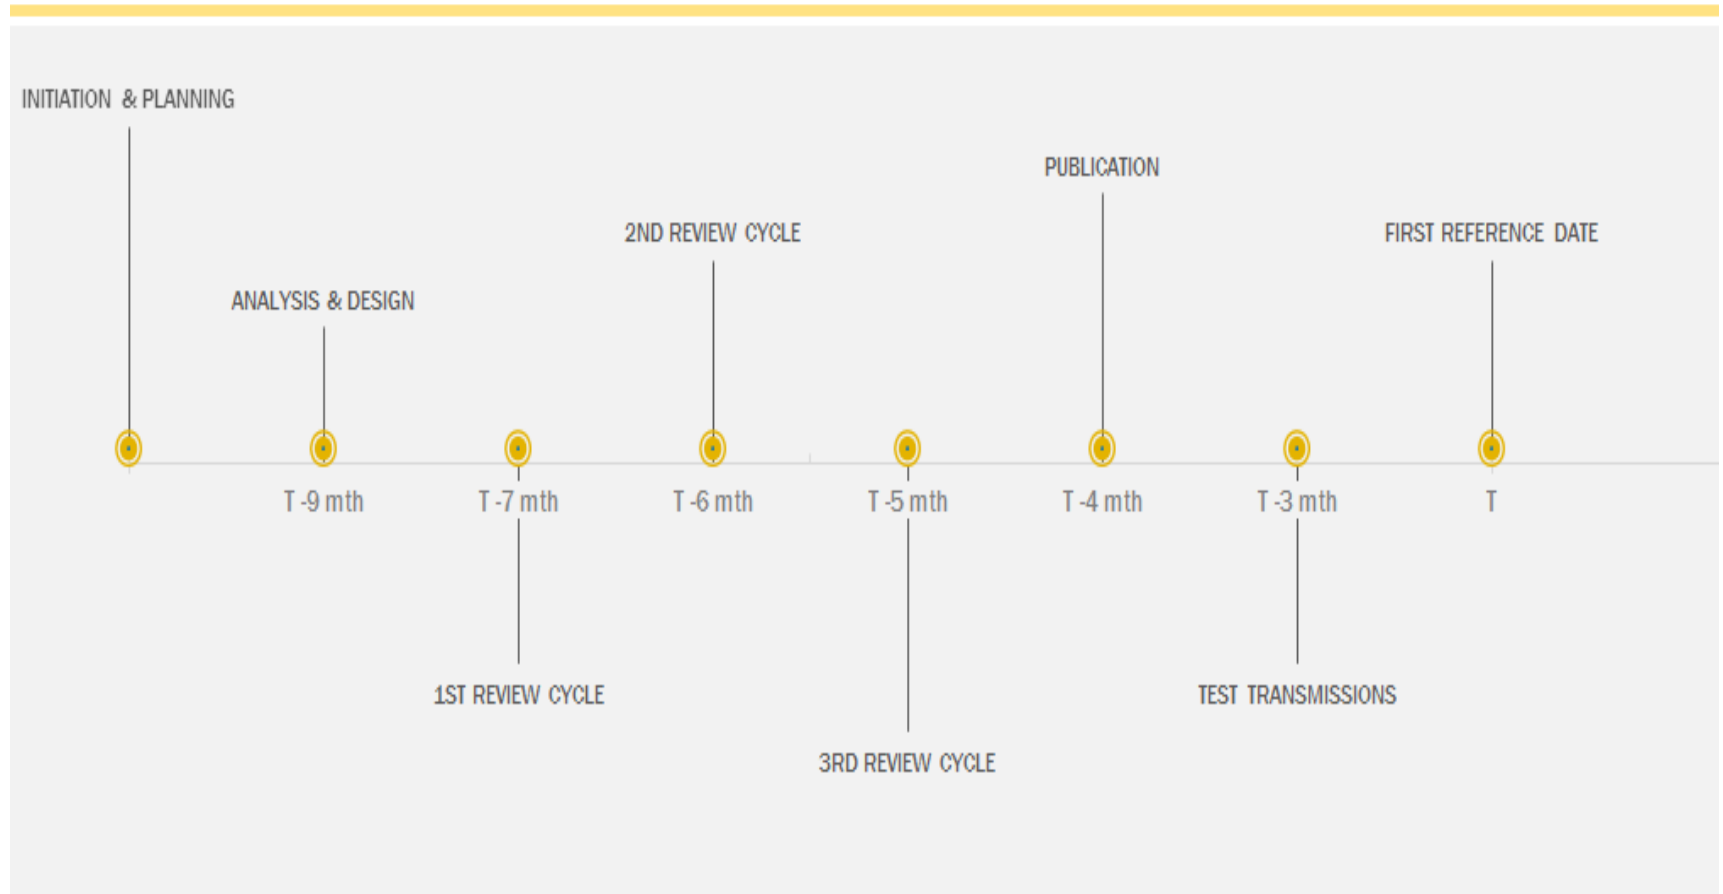 INITIATION & PLANNING
PUBLICATION
2ND REVIEW CYCLE
FIRST REFERENCE DATE
ANALYSIS & DESIGN
T -9 mth
T -7 mth
T -6 mth
T -5 mth
T -4 mth
T -3 mth
T
1ST REVIEW CYCLE
TEST TRANSMISSIONS
3RD REVIEW CYCLE